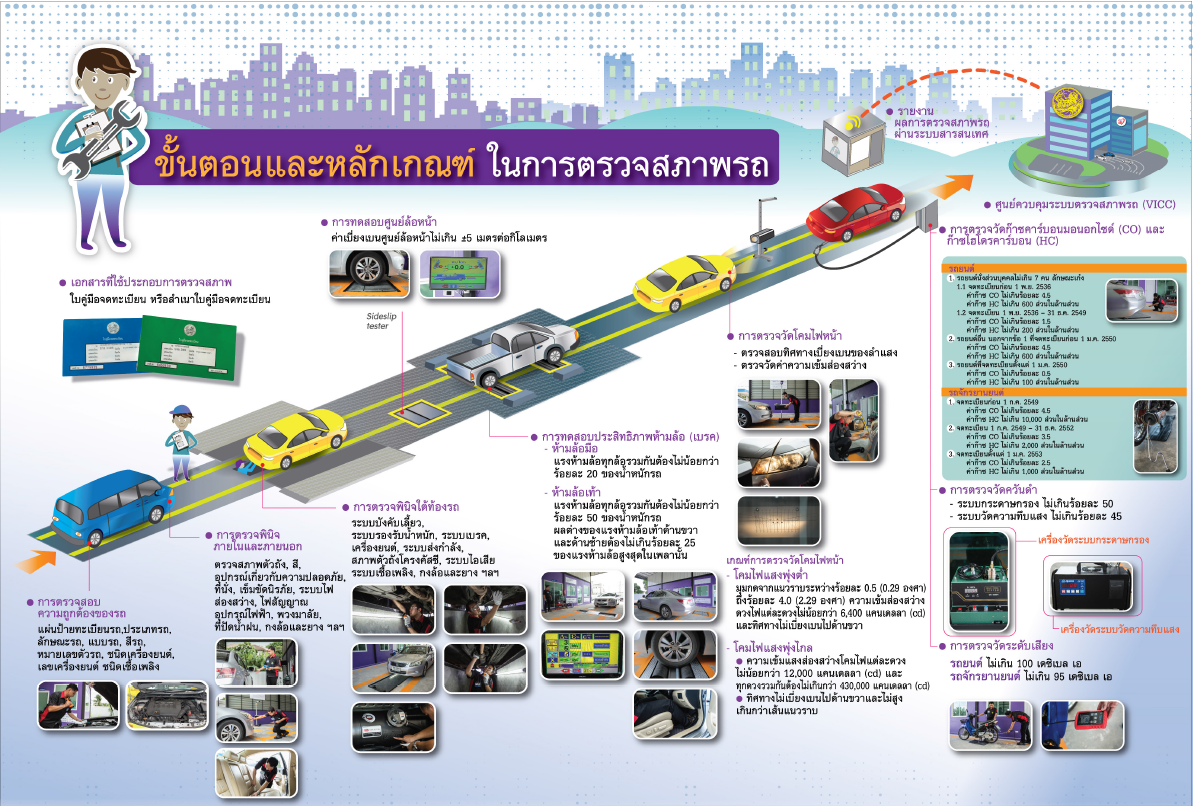 ขั้นตอนและหลักเกณฑ์ ในการตรวจสภาพรถ
● รายงาน
ผลการตรวจสภาพรถ
ผ่านระบบสารสนเทศ
● ศูนย์ควบคุมระบบตรวจสภาพรถ (VICC)
● เอกสารที่ใช้ประกอบการตรวจสภาพ
ใบคู่มือจดทะเบียน หรือสำเนาใบคู่มือจดทะเบียน
● การตรวจสอบ
ความถูกต้องของรถ
แผ่นป้ายทะเบียนรถ,ประเภทรถ,
ลักษณะรถ, แบบรถ, สีรถ,
หมายเลขตัวรถ, ชนิดเครื่องยนต์,
เลขเครื่องยนต์ ชนิดเชื้อเพลิง
● การตรวจพินิจ
ภายในและภายนอก
ตรวจสภาพตัวถัง, สี,
อุปกรณ์เกี่ยวกับความปลอดภัย,
ที่นั่ง, เข็มขัดนิรภัย, ระบบไฟ
ส่องสว่าง, ไฟสัญญาณ
อุปกรณ์ไฟฟ้า, พวงมาลัย,
ที่ปัดน้ำฝน, กงล้อและยาง ฯลฯ
● การตรวจพินิจใต้ท้องรถ
ระบบบังคับเลี้ยว,
ระบบรองรับน้ำหนัก, ระบบเบรค,
เครื่องยนต์, ระบบส่งกำลัง,
สภาพตัวถังโครงคัสซี, ระบบไอเสีย
ระบบเชื้อเพลิง, กงล้อและยาง ฯลฯ
● การทดสอบศูนย์ล้อหน้า
ค่าเบี่ยงเบนศูนย์ล้อหน้าไม่เกิน ±5 เมตรต่อกิโลเมตร
Sideslip
tester
● การทดสอบประสิทธิภาพห้ามล้อ (เบรค)
- ห้ามล้อมือ
แรงห้ามล้อทุกล้อรวมกันต้องไม่น้อยกว่า
ร้อยละ 20 ของน้ำหนักรถ
- ห้ามล้อเท้า
แรงห้ามล้อทุกล้อรวมกันต้องไม่น้อยกว่า
ร้อยละ 50 ของน้ำหนักรถ
ผลต่างของแรงห้ามล้อเท้าด้านขวา
และด้านซ้ายต้องไม่เกินร้อยละ 25
ของแรงห้ามล้อสูงสุดในเพลานั้น
● การตรวจวัดโคมไฟหน้า
- ตรวจสอบทิศทางเบี่ยงเบนของลำแสง
- ตรวจวัดค่าความเข้มส่องสว่าง
เกณฑ์การตรวจวัดโคมไฟหน้า
- โคมไฟแสงพุ่งต่ำ
มุมกดจากแนวราบระหว่างร้อยละ 0.5 (0.29 องศา)
ถึงร้อยละ 4.0 (2.29 องศา) ความเข้มส่องสว่าง
ดวงไฟแต่ละดวงไม่น้อยกว่า 6,400 แคนเดลลา (cd)
และทิศทางไม่เบี่ยงเบนไปด้านขวา
- โคมไฟแสงพุ่งไกล
● ความเข้มแสงส่องสว่างโคมไฟแต่ละดวง
ไม่น้อยกว่า 12,000 แคนเดลลา (cd) และ
ทุกดวงรวมกันต้องไม่เกินกว่า 430,000 แคนเดลลา (cd)
● ทิศทางไม่เบี่ยงเบนไปด้านขวาและไม่สูง
เกินกว่าเส้นแนวราบ
● การตรวจวัดก๊าซคาร์บอนมอนอกไซด์ (CO) และ
ก๊าซไฮโดรคาร์บอน (HC)
รถยนต์
1. รถยนต์นั่งส่วนบุคคลไม่เกิน 7 คน ลักษณะเก๋ง
1.1 จดทะเบียนก่อน 1 พ.ย. 2536
ค่าก๊าซ CO ไม่เกินร้อยละ 4.5
ค่าก๊าซ HC ไม่เกิน 600 ส่วนในล้านส่วน
1.2 จดทะเบียน 1 พ.ย. 2536 - 31 ธ.ค. 2549
ค่าก๊าซ CO ไม่เกินร้อยละ 1.5
ค่าก๊าซ HC ไม่เกิน 200 ส่วนในล้านส่วน
2. รถยนต์อื่น นอกจากข้อ 1 ที่จดทะเบียนก่อน 1 ม.ค. 2550
ค่าก๊าซ CO ไม่เกินร้อยละ 4.5
ค่าก๊าซ HC ไม่เกิน 600 ส่วนในล้านส่วน
3. รถยนต์ที่จดทะเบียนตั้งแต่ 1 ม.ค. 2550
ค่าก๊าซ CO ไม่เกินร้อยละ 0.5
ค่าก๊าซ HC ไม่เกิน 100 ส่วนในล้านส่วน
รถจักรยานยนต์
1. จดทะเบียนก่อน 1 ก.ค. 2549
ค่าก๊าซ CO ไม่เกินร้อยละ 4.5
ค่าก๊าซ HC ไม่เกิน 10,000 ส่วนในล้านส่วน
2. จดทะเบียน 1 ก.ค. 2549 - 31 ธ.ค. 2552
ค่าก๊าซ CO ไม่เกินร้อยละ 3.5
ค่าก๊าซ HC ไม่เกิน 2,000 ส่วนในล้านส่วน
3. จดทะเบียนตั้งแต่ 1 ม.ค. 2553
ค่าก๊าซ CO ไม่เกินร้อยละ 2.5
ค่าก๊าซ HC ไม่เกิน 1,000 ส่วนในล้านส่วน
● การตรวจวัดควันดำ
- ระบบกระดาษกรอง ไม่เกินร้อยละ 50
- ระบบวัดความทึบแสง ไม่เกินร้อยละ 45
เครื่องวัดระบบกระดาษกรอง
เครื่องวัดระบบวัดความทึบแสง
● การตรวจวัดระดับเสียง
รถยนต์ ไม่เกิน 100 เดซิเบล เอ
รถจักรยานยนต์ ไม่เกิน 95 เดซิเบล เอ